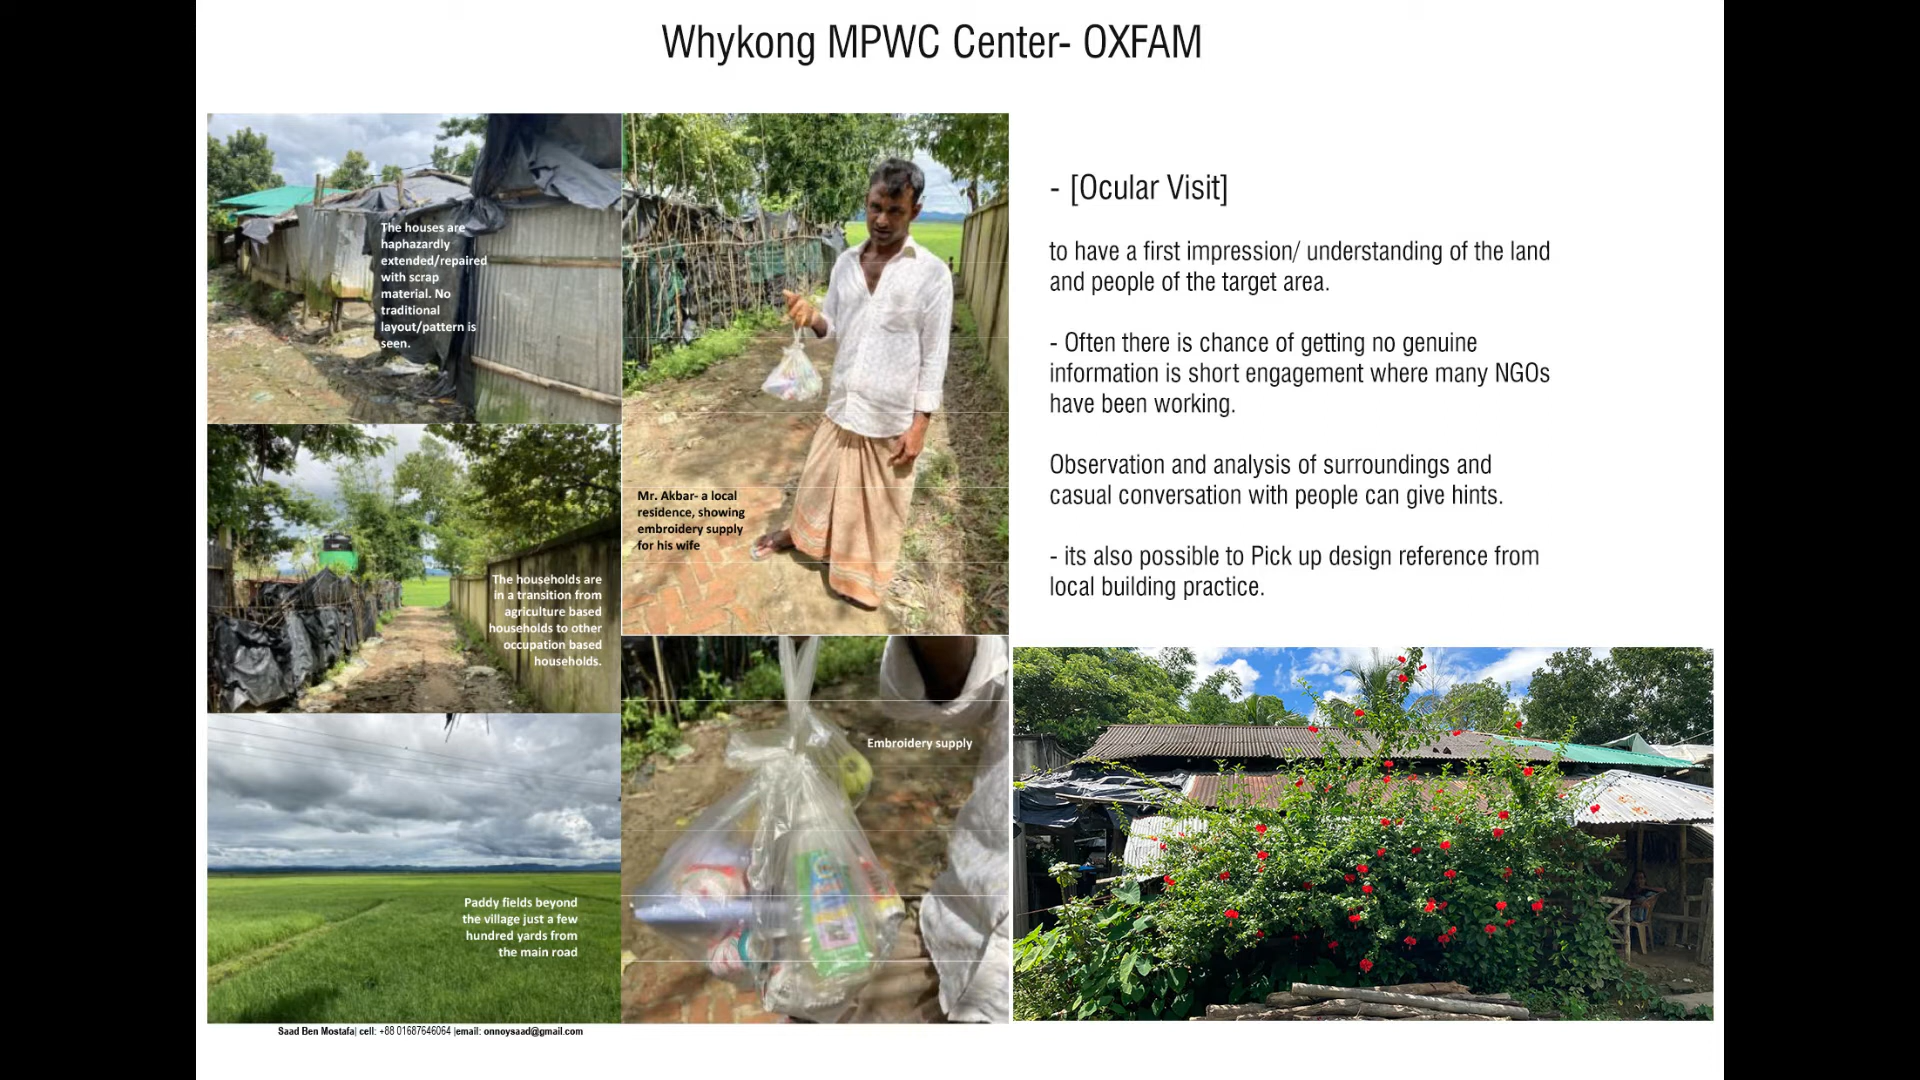 Whykong MPWC Center- OXFAM
The houses are
haphazardly
extended/repaired
with scrap
material. No
traditional
layout/pattern is
seen.
The households are
in a transition from
agriculture based
households to other
occupation based
households.
Paddy fields beyond
the village just a few
hundred yards from
the main road
Mr. Akbar- a local
residence, showing
embroidery supply
for his wife
Embroidery supply
- [Ocular Visit]
to have a first impression/ understanding of the land
and people of the target area.
- Often there is chance of getting no genuine
information is short engagement where many NGOs
have been working.
Observation and analysis of surroundings and
casual conversation with people can give hints.
- its also possible to Pick up design reference from
local building practice.
Saad Ben Mostafa| cell: +88 01687646064 |email: onnoysaad@gmail.com